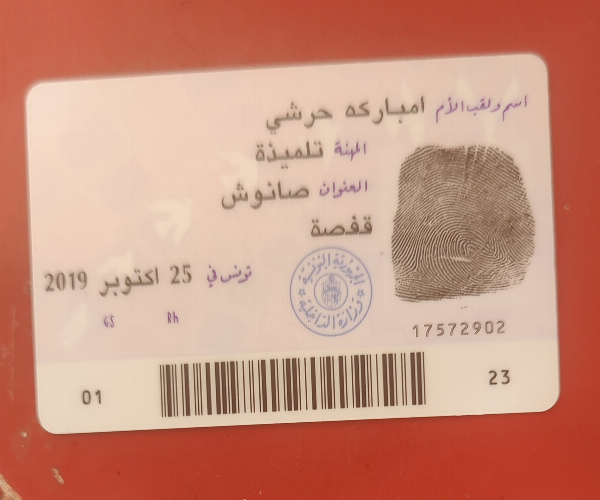 اسم ولقب الأم امباركه حرشي
المهنة تلميذة
العنوان صانوش
قفصة
تونس في 25 اكتوبر 2019
GS Rh
الجمهورية التونسية
وزارة الداخلية
17572902
01 23